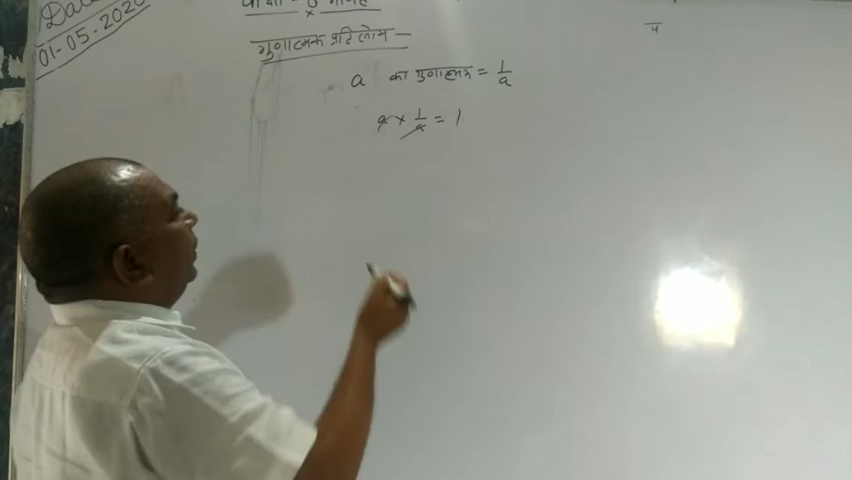 Date
01-05-2020
गुणात्मक प्रतिलोम —
a का गुणात्मक = 1/a
a × 1/a = 1